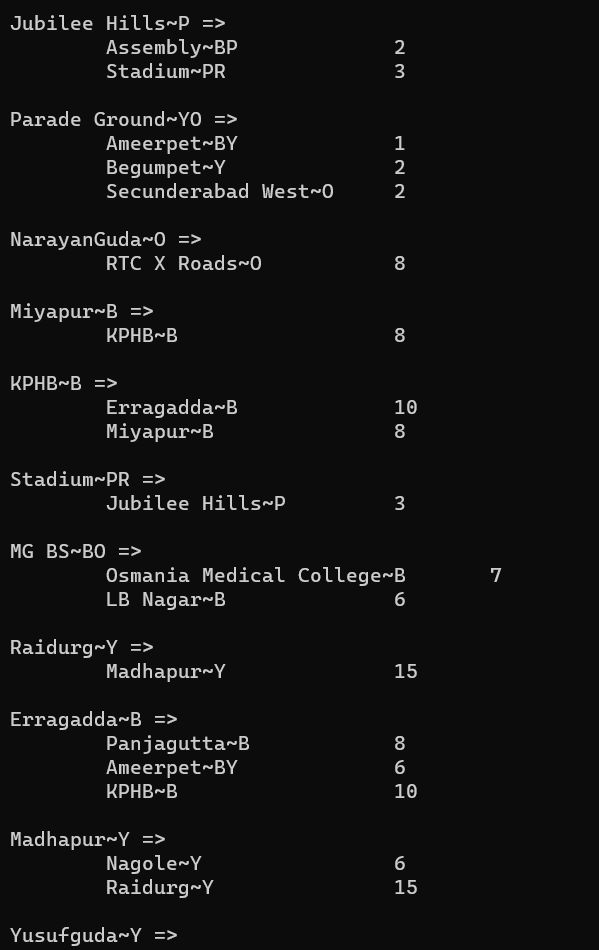 Jubilee Hills~P =>
Assembly~BP 2
Stadium~PR 3
Parade Ground~YO =>
Ameerpet~BY 1
Begumpet~Y 2
Secunderabad West~O 2
NarayanGuda~O =>
RTC X Roads~O 8
Miyapur~B =>
KPHB~B 8
KPHB~B =>
Erragadda~B 10
Miyapur~B 8
Stadium~PR =>
Jubilee Hills~P 3
MG BS~BO =>
Osmania Medical College~B 7
LB Nagar~B 6
Raidurg~Y =>
Madhapur~Y 15
Erragadda~B =>
Panjagutta~B 8
Ameerpet~BY 6
KPHB~B 10
Madhapur~Y =>
Nagole~Y 6
Raidurg~Y 15
Yusufguda~Y =>